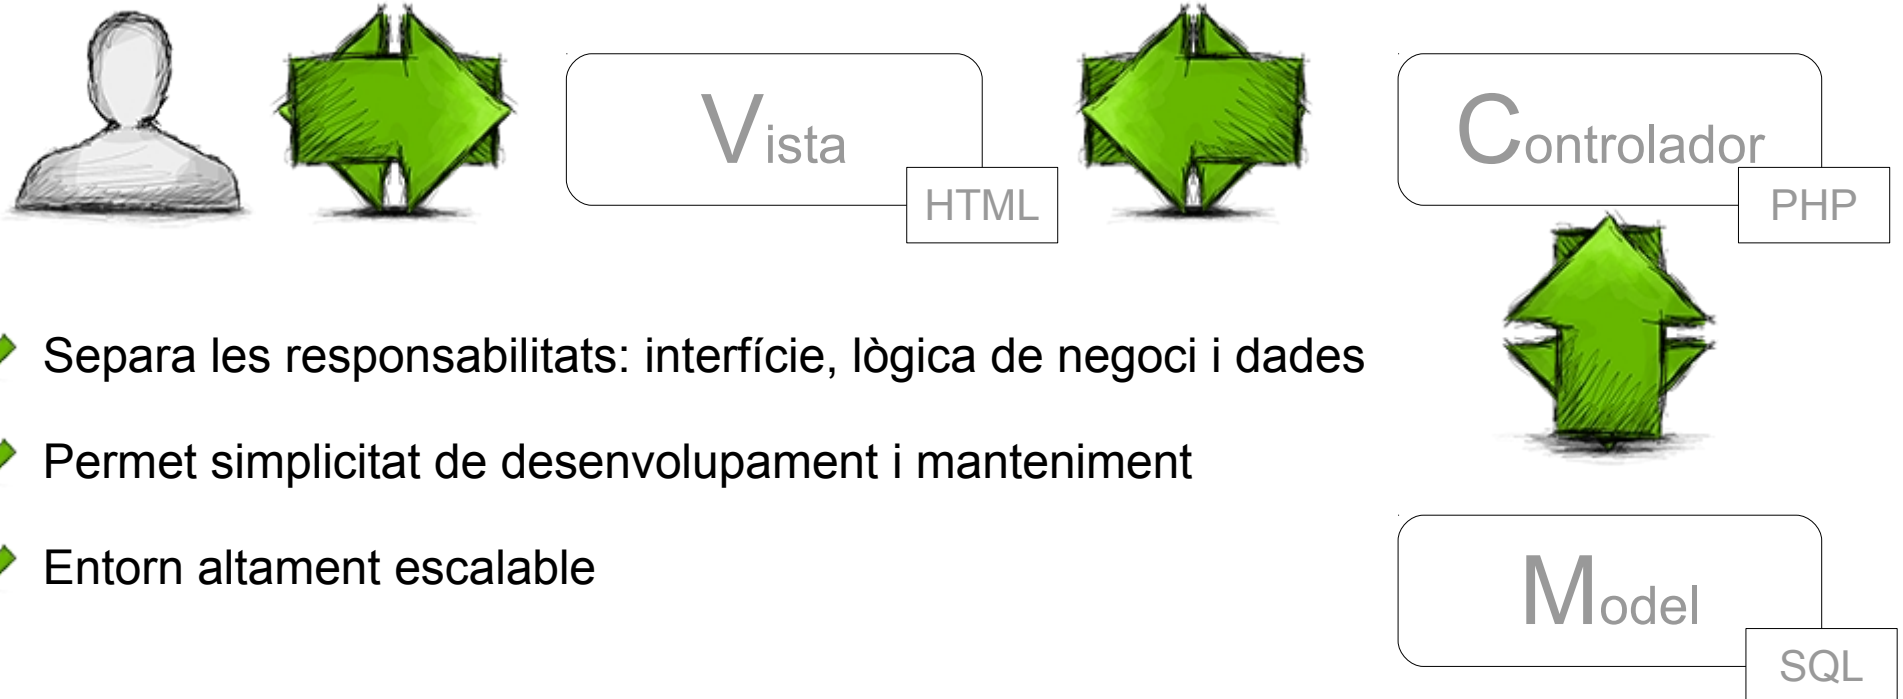 Vista
HTML
Controlador
PHP
Separa les responsabilitats: interfície, lògica de negoci i dades
Permet simplicitat de desenvolupament i manteniment
Entorn altament escalable
Model
SQL